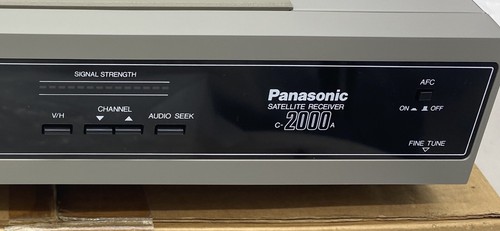 SIGNAL STRENGTH
V/H
CHANNEL
AUDIO SEEK
Panasonic
SATELLITE RECEIVER
C-2000A
AFC
ON OFF
FINE TUNE